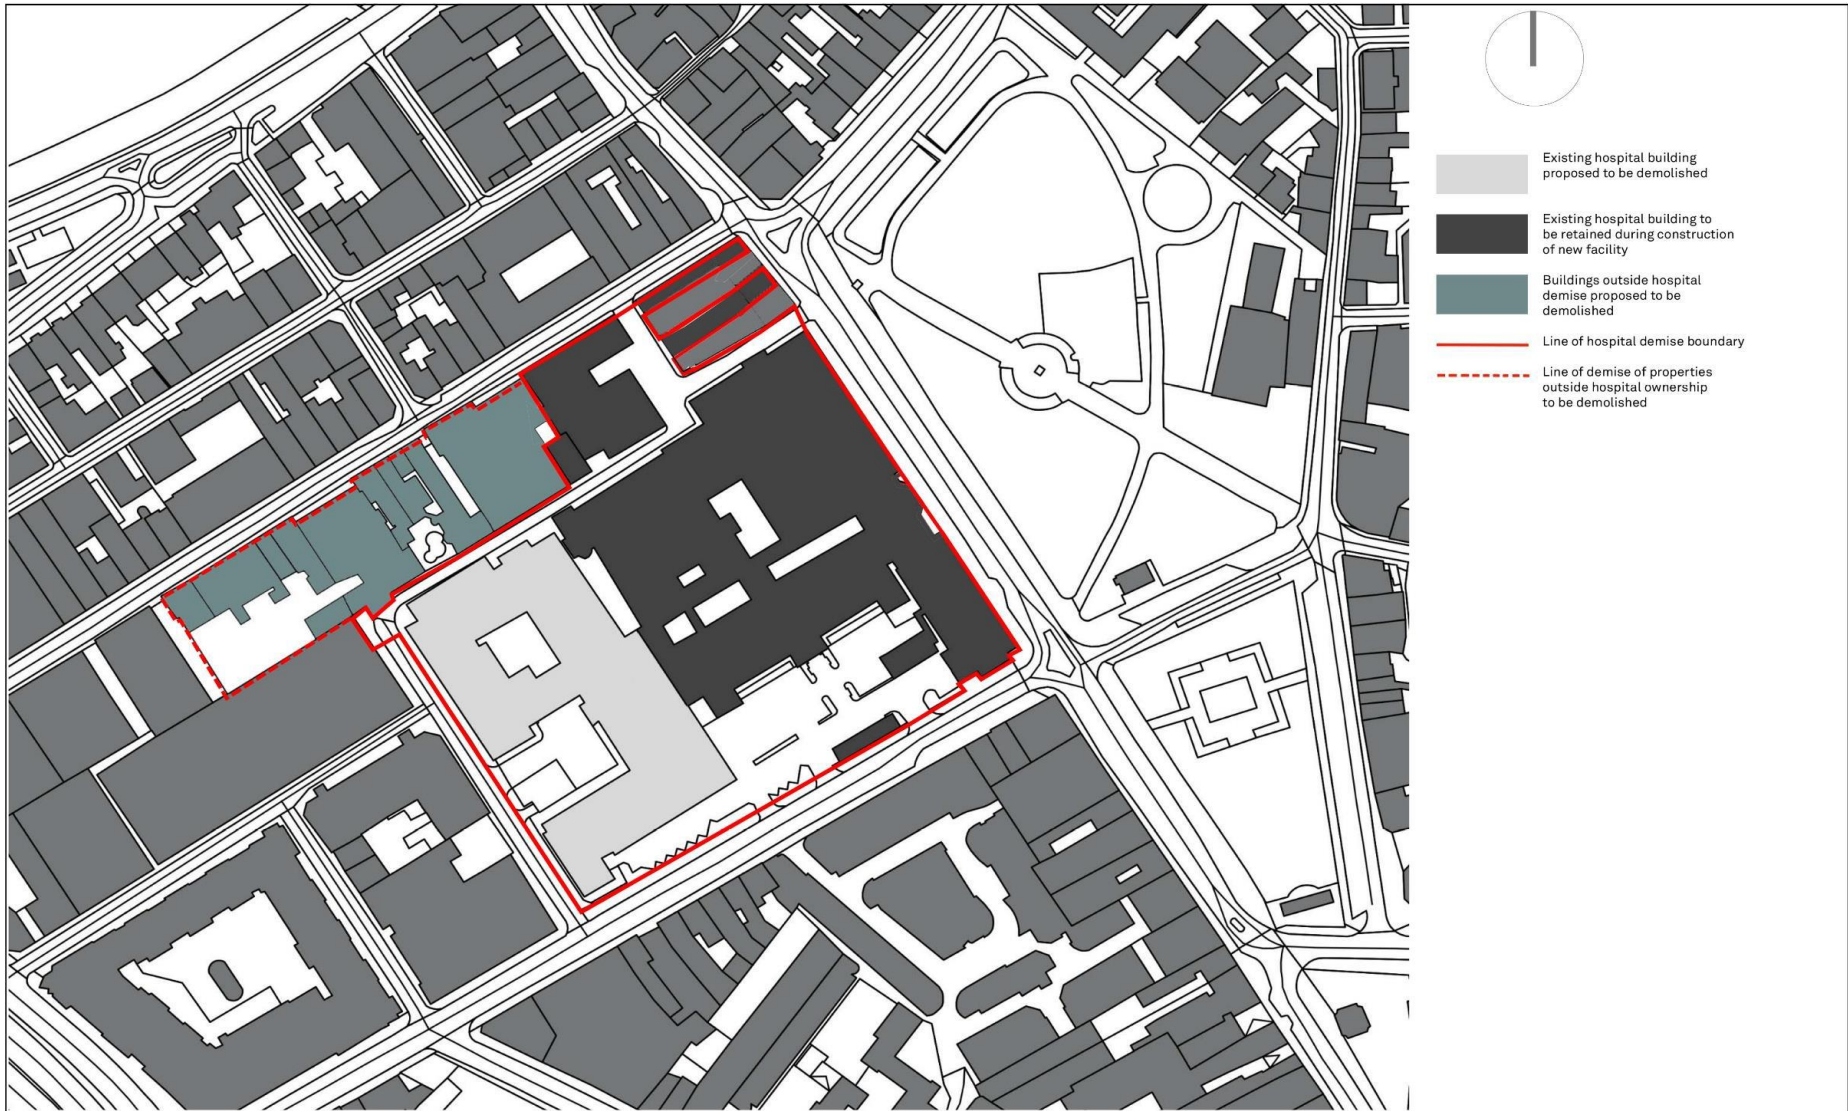 Existing hospital building
proposed to be demolished
Existing hospital building to
be retained during construction
of new facility
Buildings outside hospital
demise proposed to be
demolished
Line of hospital demise boundary
Line of demise of properties
outside hospital ownership
to be demolished